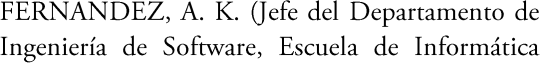 FERNANDEZ, A. K. (Jefe del Departamento de
Ingeniería de Software, Escuela de Informática